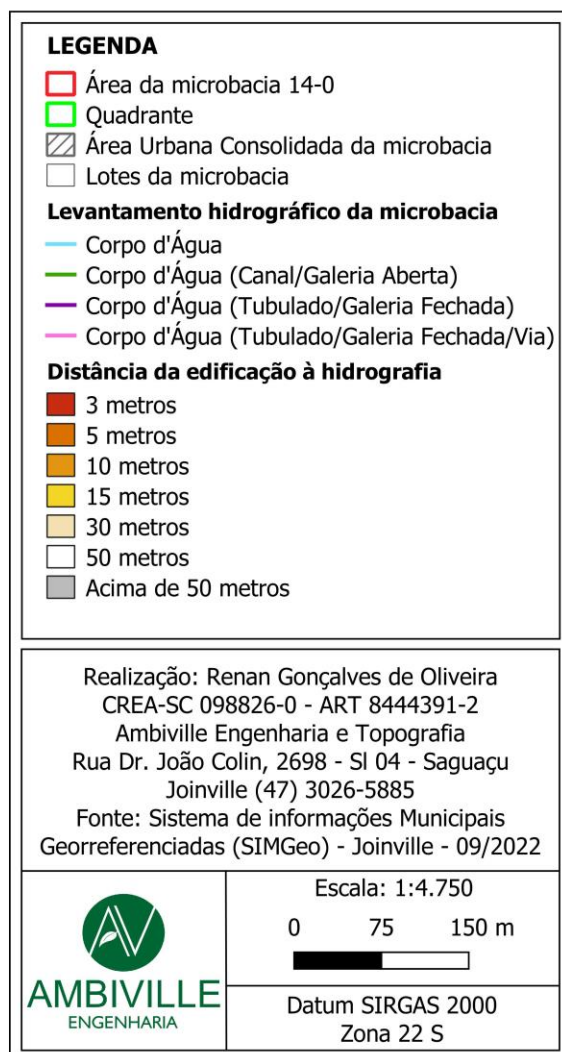 LEGENDA
Área da microbacia 14-0
Quadrante
Área Urbana Consolidada da microbacia
Lotes da microbacia
Levantamento hidrográfico da microbacia
Corpo d'Água
Corpo d'Água (Canal/Galeria Aberta)
Corpo d'Água (Tubulado/Galeria Fechada)
Corpo d'Água (Tubulado/Galeria Fechada/Via)
Distância da edificação à hidrografia
3 metros
5 metros
10 metros
15 metros
30 metros
50 metros
Acima de 50 metros
Realização: Renan Gonçalves de Oliveira
CREA-SC 098826-0 - ART 8444391-2
Ambiville Engenharia e Topografia
Rua Dr. João Colin, 2698 - Sl 04 - Saguaçu
Joinville (47) 3026-5885
Fonte: Sistema de informações Municipais
Georreferenciadas (SIMGeo) - Joinville - 09/2022
AV
AMBIVILLE
ENGENHARIA
Escala: 1:4.750
0 75 150 m
Datum SIRGAS 2000
Zona 22 S